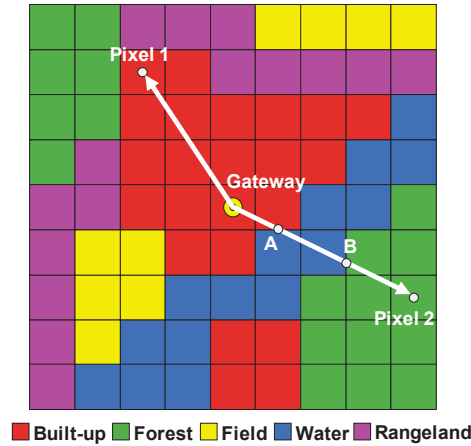 Pixel 1
Gateway
A
B
Pixel 2
Built-up Forest Field Water Rangeland